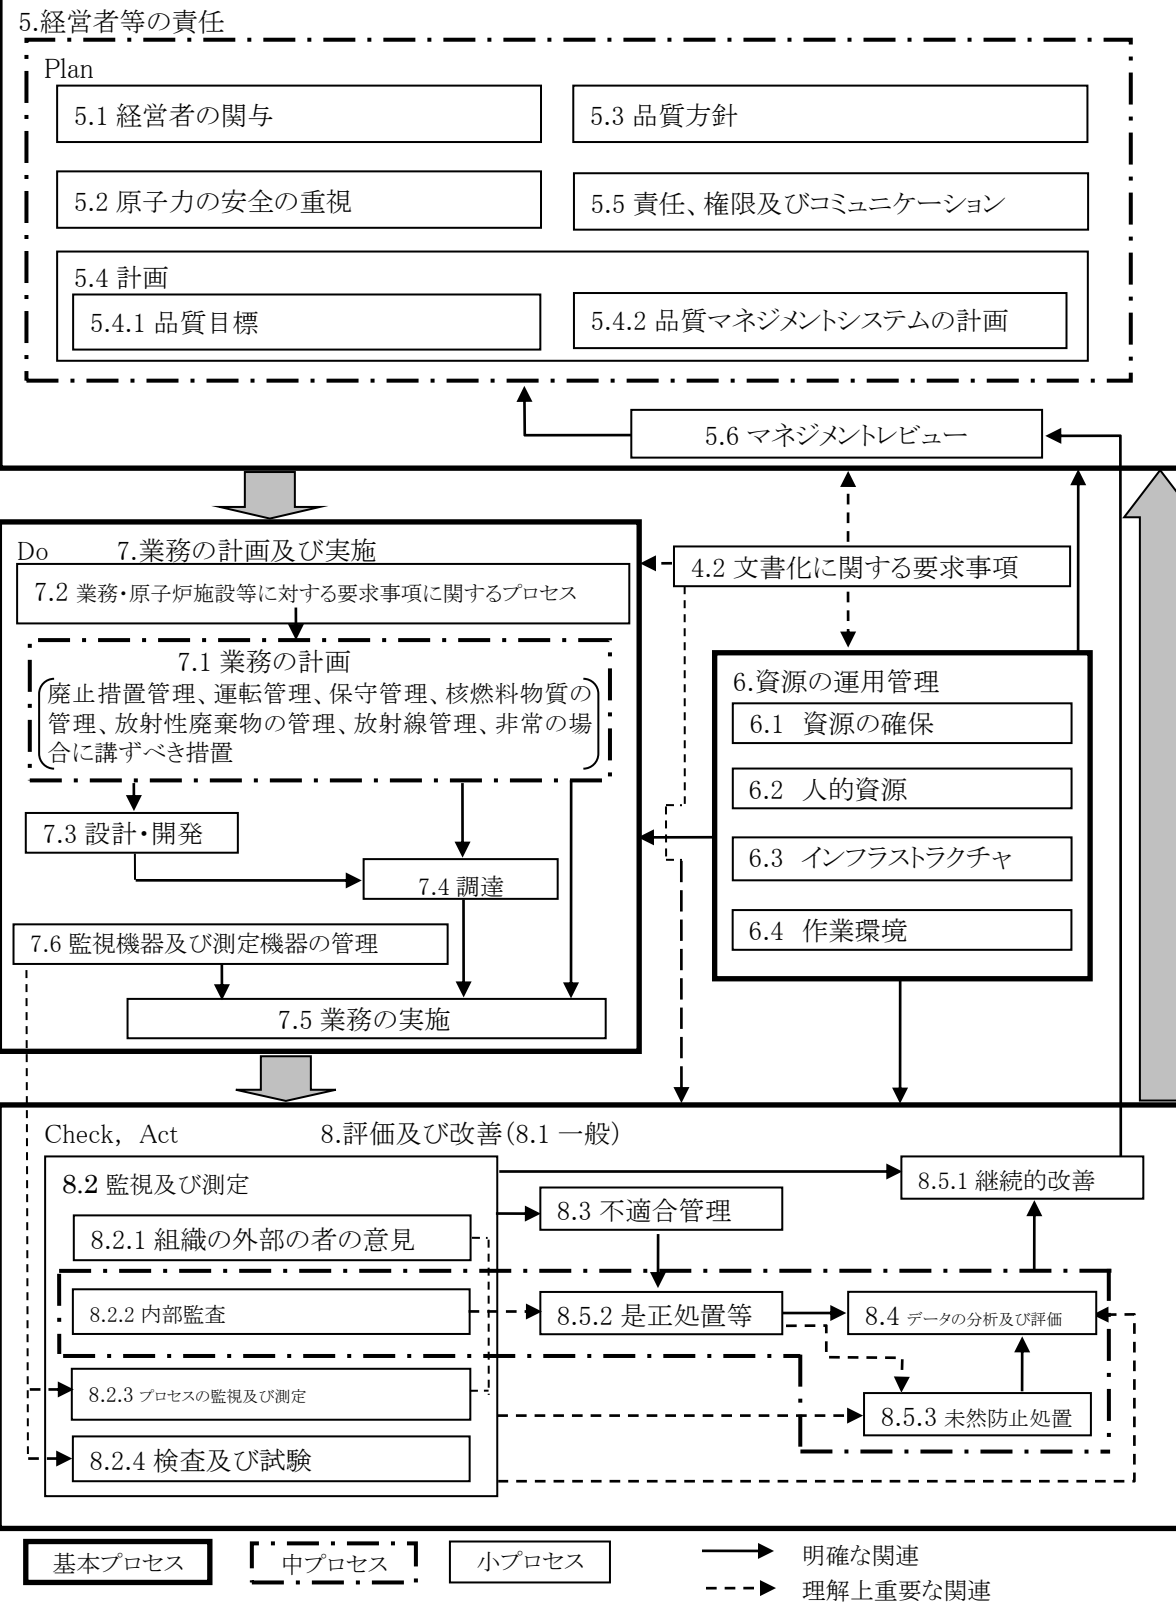 5.経営者等の責任
Plan
5.1 経営者の関与
5.3 品質方針
5.2 原子力の安全の重視
5.5 責任、権限及びコミュニケーション
5.4 計画
5.4.1 品質目標
5.4.2 品質マネジメントシステムの計画
5.6 マネジメントレビュー
Do 7.業務の計画及び実施
7.2 業務・原子炉施設等に対する要求事項に関するプロセス
4.2 文書化に関する要求事項
7.1 業務の計画
廃止措置管理、運転管理、保守管理、核燃料物質の
管理、放射性廃棄物の管理、放射線管理、非常の場
合に講ずべき措置
6.資源の運用管理
6.1 資源の確保
6.2 人的資源
6.3 インフラストラクチャ
6.4 作業環境
7.3 設計・開発
7.4 調達
7.6 監視機器及び測定機器の管理
7.5 業務の実施
Check, Act 8.評価及び改善(8.1 一般)
8.2 監視及び測定
8.5.1 継続的改善
8.3 不適合管理
8.2.1 組織の外部の者の意見
8.2.2 内部監査
8.5.2 是正処置等
8.4 データの分析及び評価
8.2.3 プロセスの監視及び測定
8.5.3 未然防止処置
8.2.4 検査及び試験
基本プロセス
中プロセス
小プロセス
明確な関連
理解上重要な関連